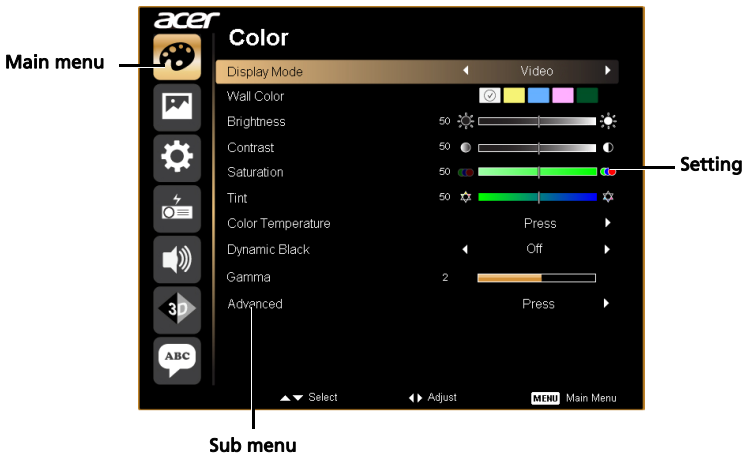 acer
Color
Main menu
Display Mode Video
Wall Color
Brightness 50
Contrast 50
Saturation 50
Setting
Tint 50
Color Temperature Press
Dynamic Black Off
Gamma 2
Advanced Press
3D
ABC
Select Adjust MENU Main Menu
Sub menu